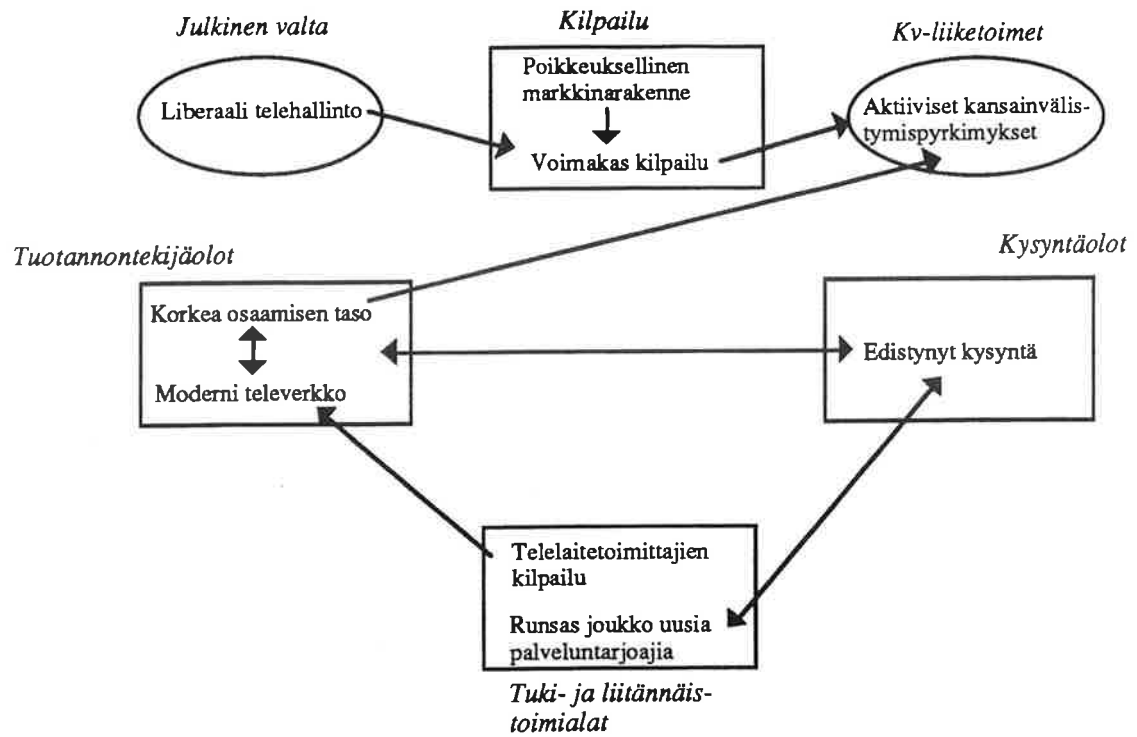 Julkinen valta
Kilpailu
Kv-liiketoimet
Liberaali telehallinto
Poikkeuksellinen
markkinarakenne
Voimakas kilpailu
Aktiiviset kansainvälis-
tymispyrkimykset
Tuotannontekijäolot
Kysyntäolot
Korkea osaamisen taso
Moderni televerkko
Edistynyt kysyntä
Telelaitetoimittajien
kilpailu
Runsas joukko uusia
palveluntarjoajia
Tuki- ja liitännäis-
toimialat